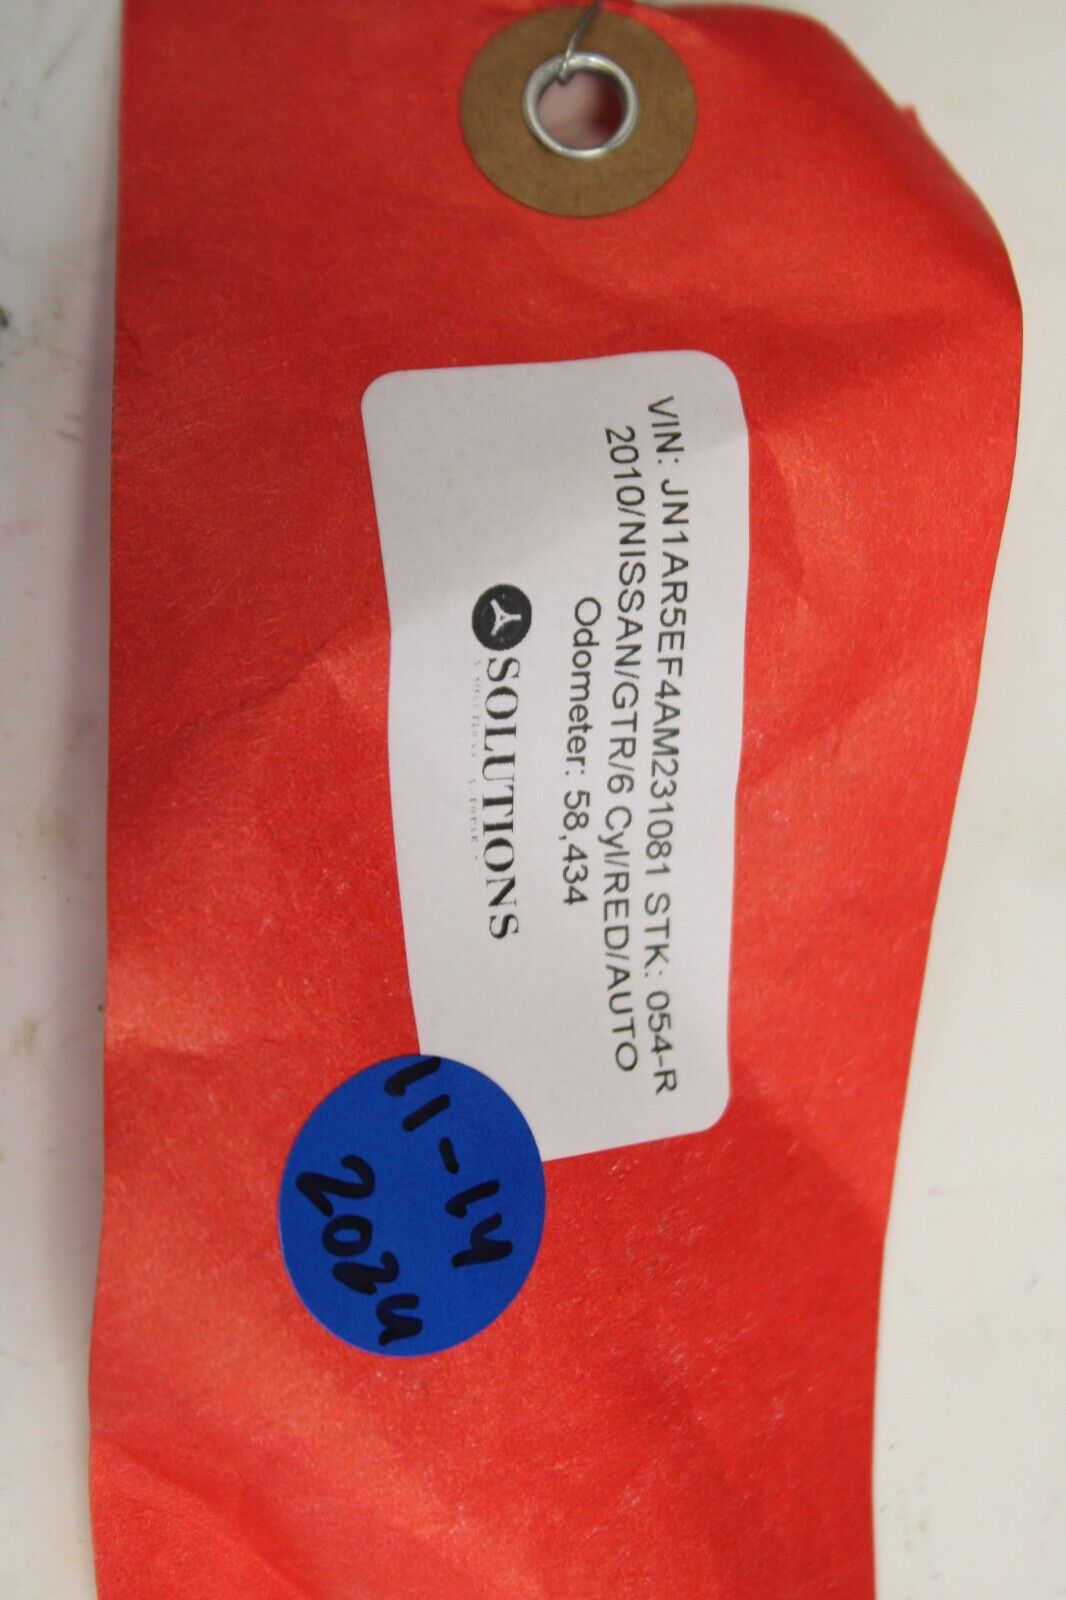 VIN: JN1AR5EF4AM231081 STK: 054-R
2010/NISSAN/GTR/6 Cyl/RED/AUTO
Odometer: 58,434
SOLUTIONS
11-14
2024